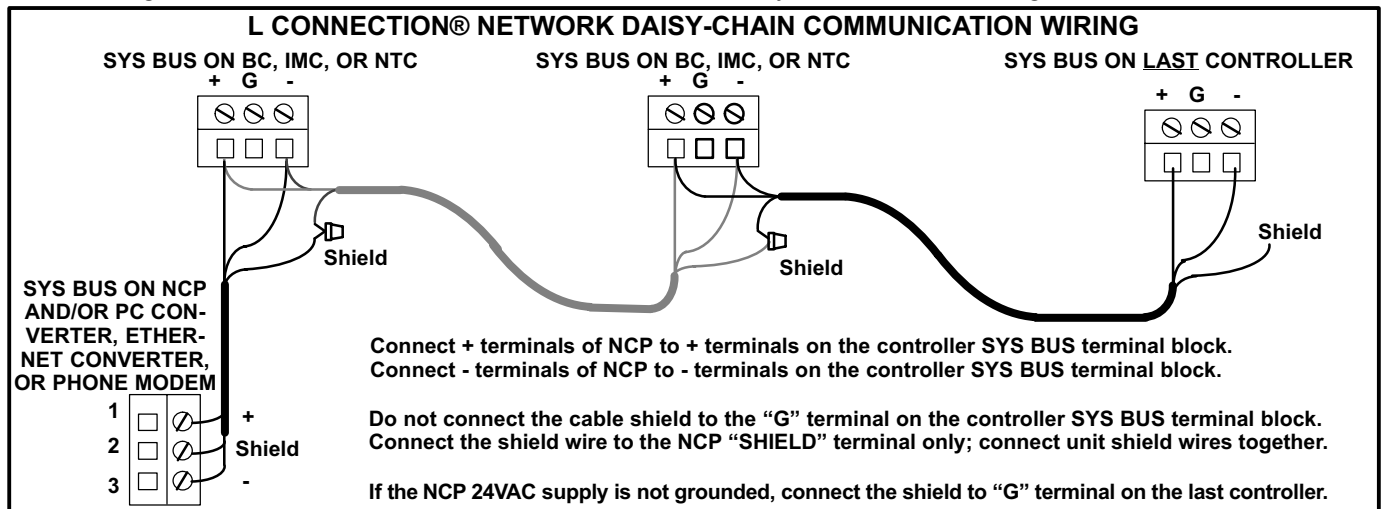 L CONNECTION® NETWORK DAISY-CHAIN COMMUNICATION WIRING
SYS BUS ON BC, IMC, OR NTC
+ G -
SYS BUS ON BC, IMC, OR NTC
+ G -
SYS BUS ON LAST CONTROLLER
+ G -
Shield
Shield
Shield
SYS BUS ON NCP
AND/OR PC CON-
VERTER, ETHER-
NET CONVERTER,
OR PHONE MODEM
1 +
2 Shield
3 -
Connect + terminals of NCP to + terminals on the controller SYS BUS terminal block.
Connect - terminals of NCP to - terminals on the controller SYS BUS terminal block.
Do not connect the cable shield to the “G” terminal on the controller SYS BUS terminal block.
Connect the shield wire to the NCP “SHIELD” terminal only; connect unit shield wires together.
If the NCP 24VAC supply is not grounded, connect the shield to “G” terminal on the last controller.